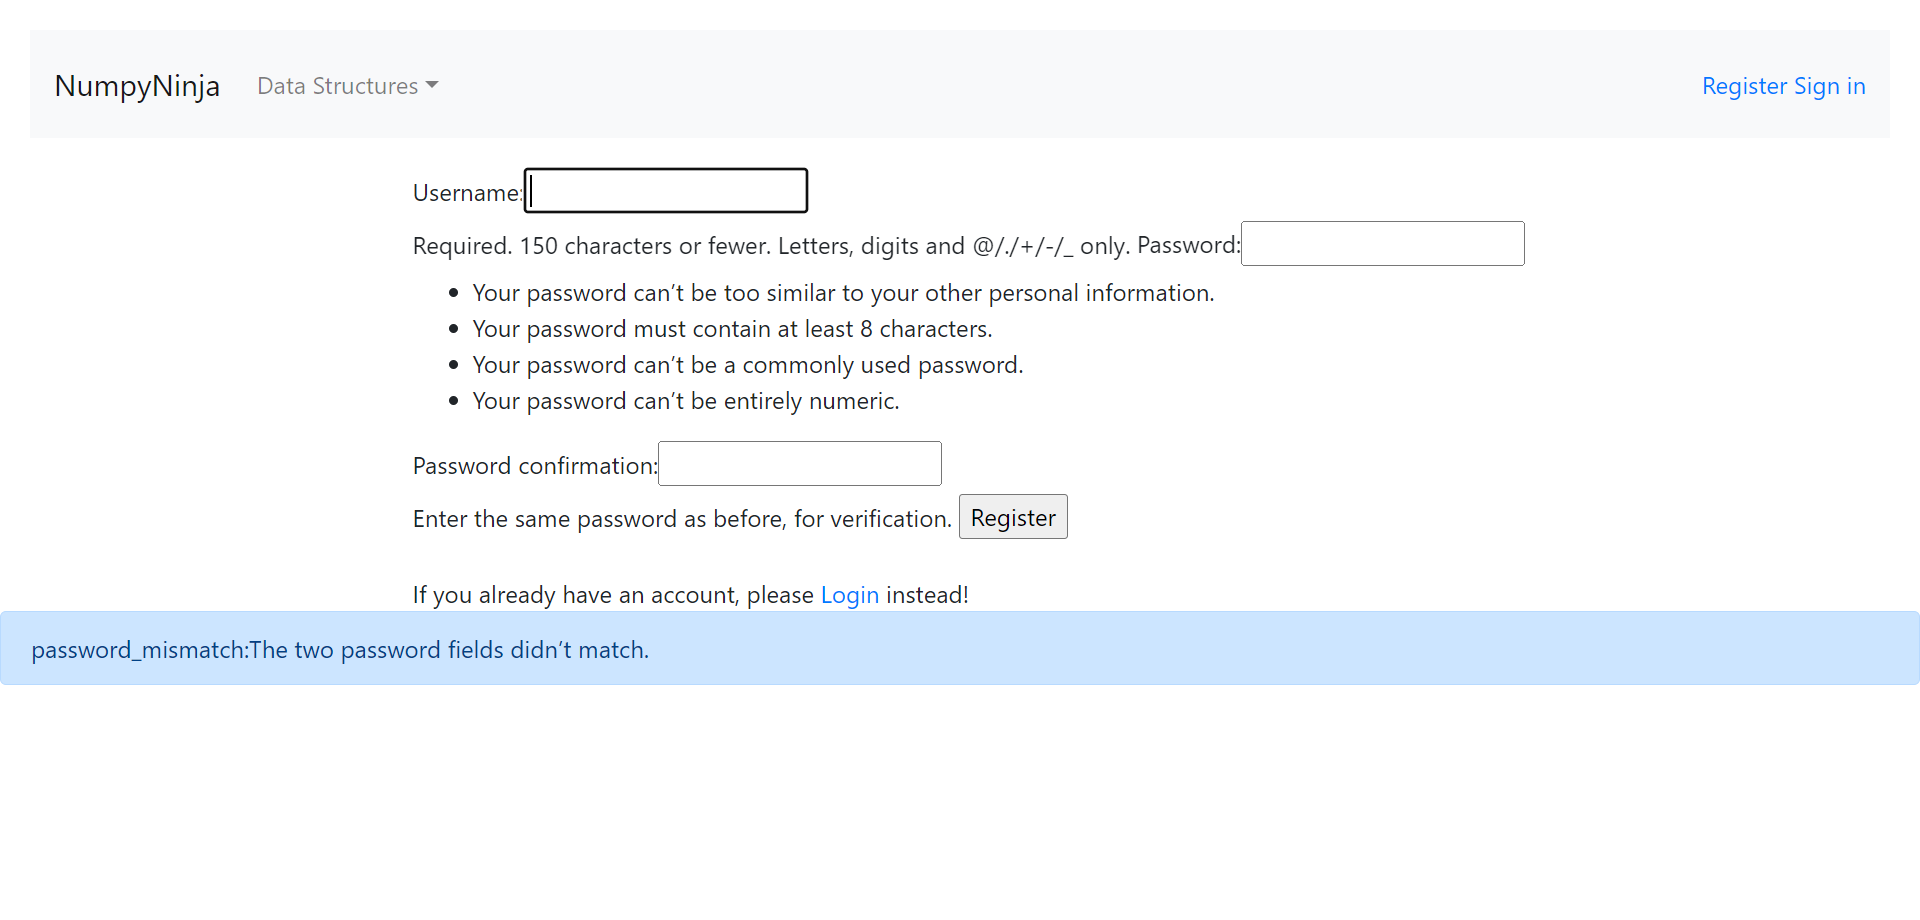 NumpyNinja Data Structures Register Sign in
Username:
Required. 150 characters or fewer. Letters, digits and @/./+/-/_ only. Password:
Your password can’t be too similar to your other personal information.
Your password must contain at least 8 characters.
Your password can’t be a commonly used password.
Your password can’t be entirely numeric.
Password confirmation:
Enter the same password as before, for verification. Register
If you already have an account, please Login instead!
password_mismatch:The two password fields didn’t match.